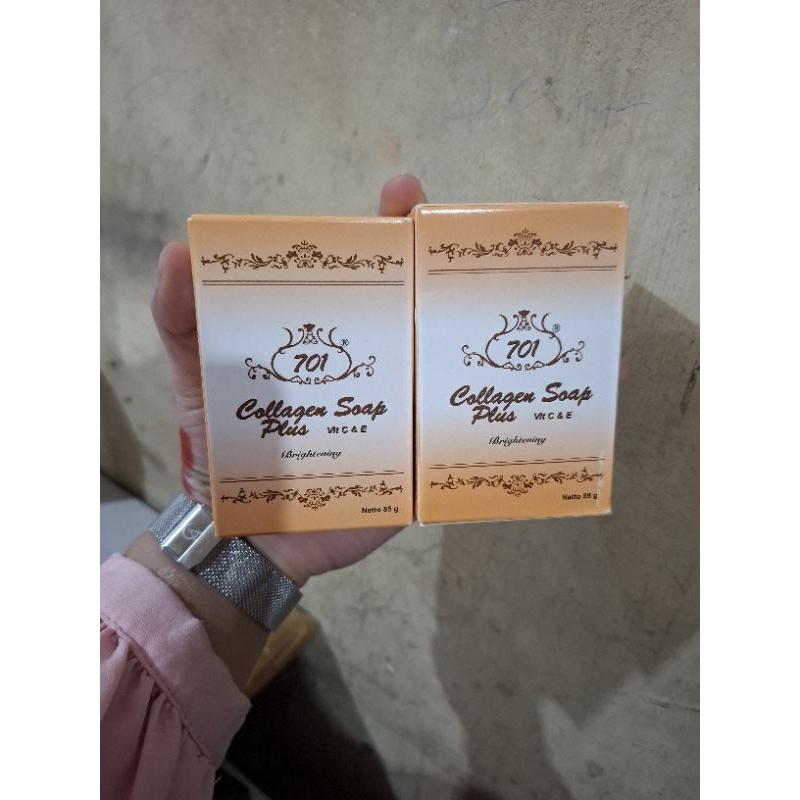 701 ®
Collagen Soap
Plus Vit C & E
Brightening
Netto 85 g
701 ®
Collagen Soap
Plus Vit C & E
Brightening
Netto 85 g